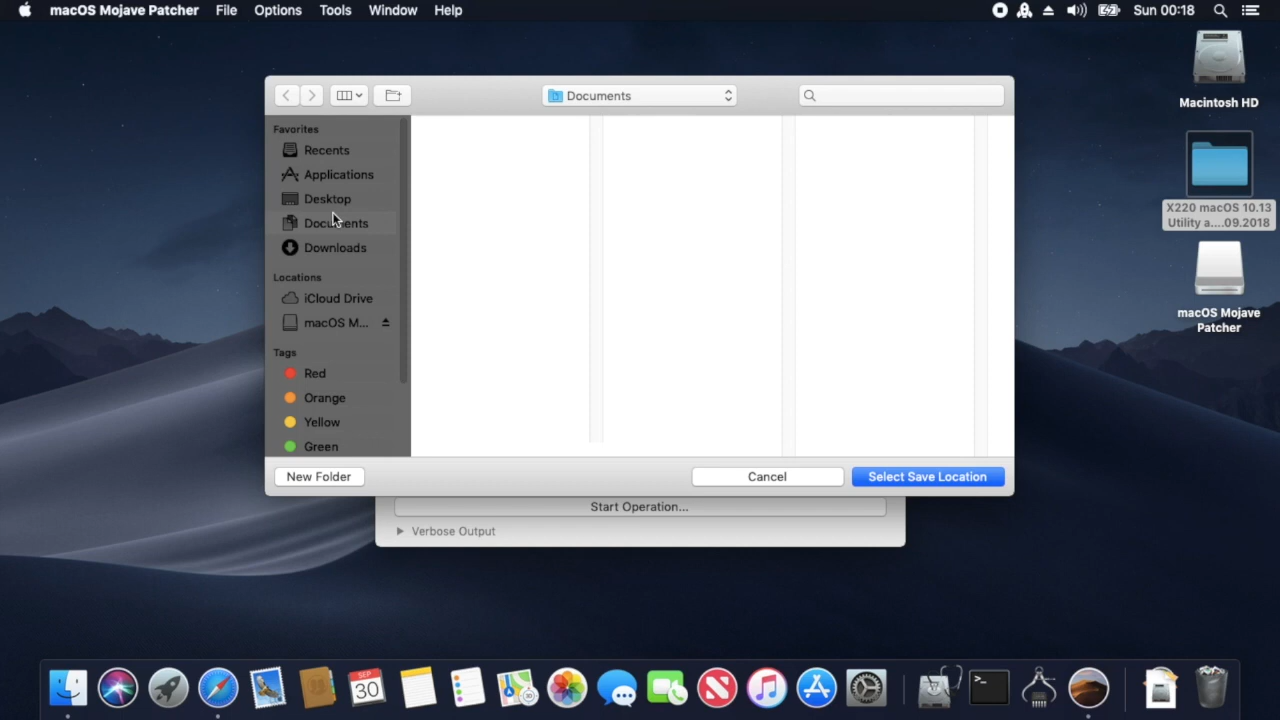 macOS Mojave Patcher File Options Tools Window Help
Sun 00:18
Macintosh HD
X220 macOS 10.13
Utility a....09.2018
macOS Mojave
Patcher
Documents
Favorites
Recents
Applications
Desktop
Documents
Downloads
Locations
iCloud Drive
macOS M...
Tags
Red
Orange
Yellow
Green
New Folder
Cancel
Select Save Location
Start Operation...
Verbose Output
SEP
30